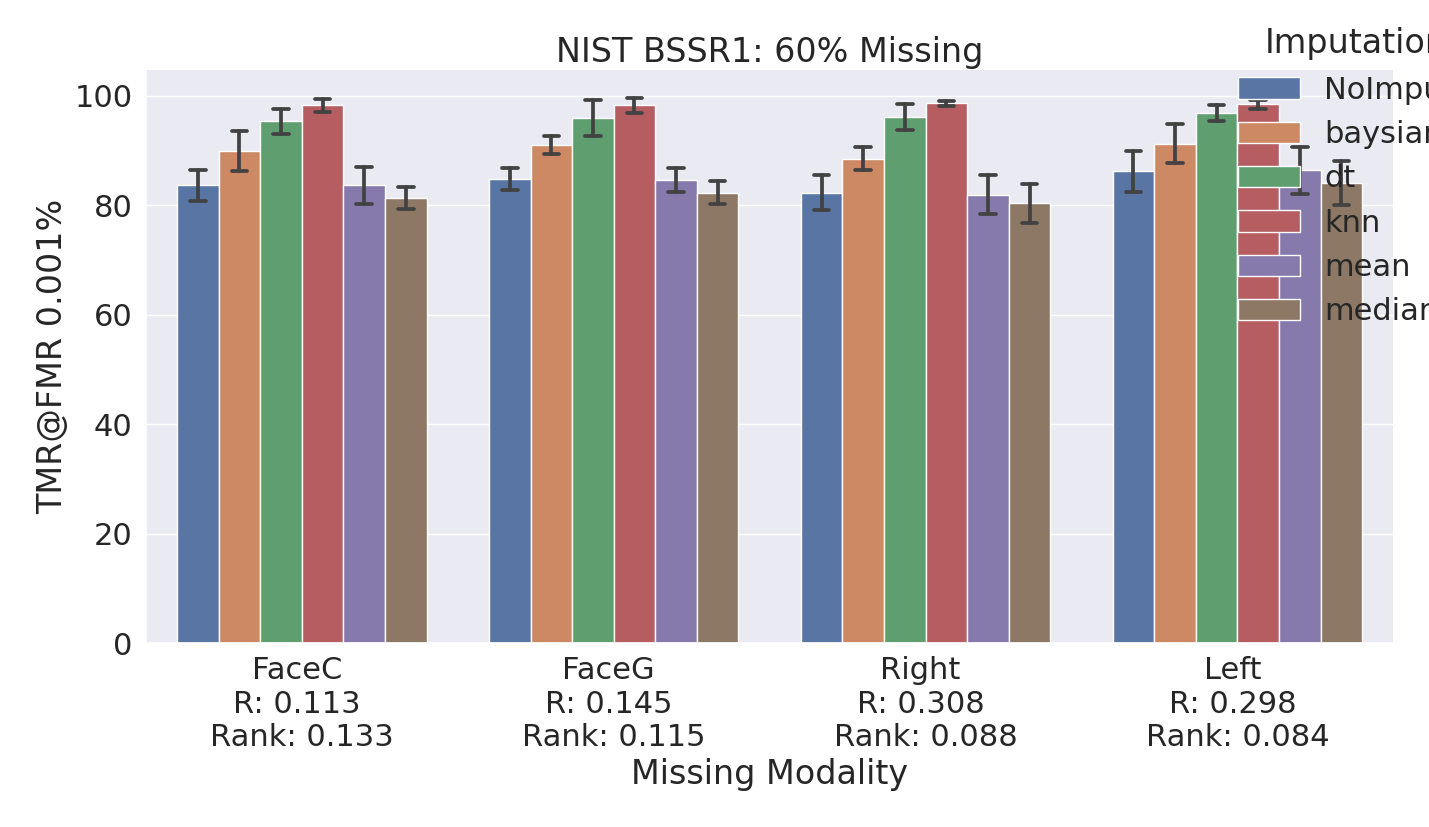 NIST BSSR1: 60% Missing
Imputation
NoImpu
baysian
dt
knn
mean
median
TMR@FMR 0.001%
100
80
60
40
20
0
FaceC
R: 0.113
Rank: 0.133
FaceG
R: 0.145
Rank: 0.115
Right
R: 0.308
Rank: 0.088
Left
R: 0.298
Rank: 0.084
Missing Modality